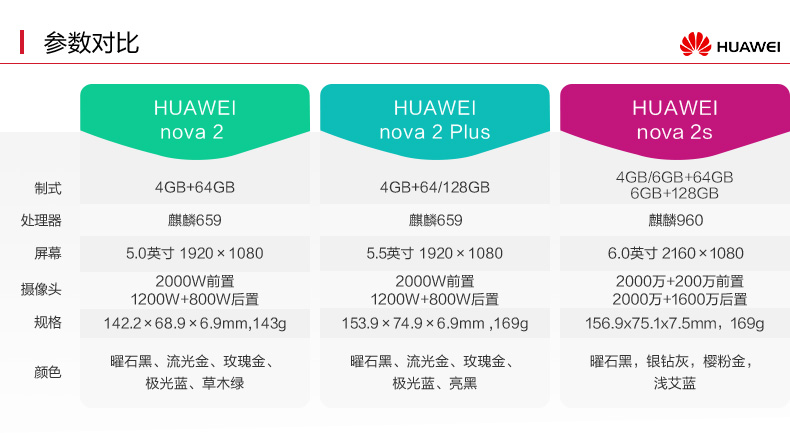 参数对比
HUAWEI
HUAWEI
nova 2
HUAWEI
nova 2 Plus
HUAWEI
nova 2s
制式
4GB+64GB
4GB+64/128GB
4GB/6GB+64GB
6GB+128GB
处理器
麒麟659
麒麟659
麒麟960
屏幕
5.0英寸 1920×1080
5.5英寸 1920×1080
6.0英寸 2160×1080
摄像头
2000W前置
1200W+800W后置
2000W前置
1200W+800W后置
2000万+200万前置
2000万+1600万后置
规格
142.2×68.9×6.9mm,143g
153.9×74.9×6.9mm ,169g
156.9x75.1x7.5mm，169g
颜色
曜石黑、流光金、玫瑰金、
极光蓝、草木绿
曜石黑、流光金、玫瑰金、
极光蓝、亮黑
曜石黑，银钻灰，樱粉金，
浅艾蓝